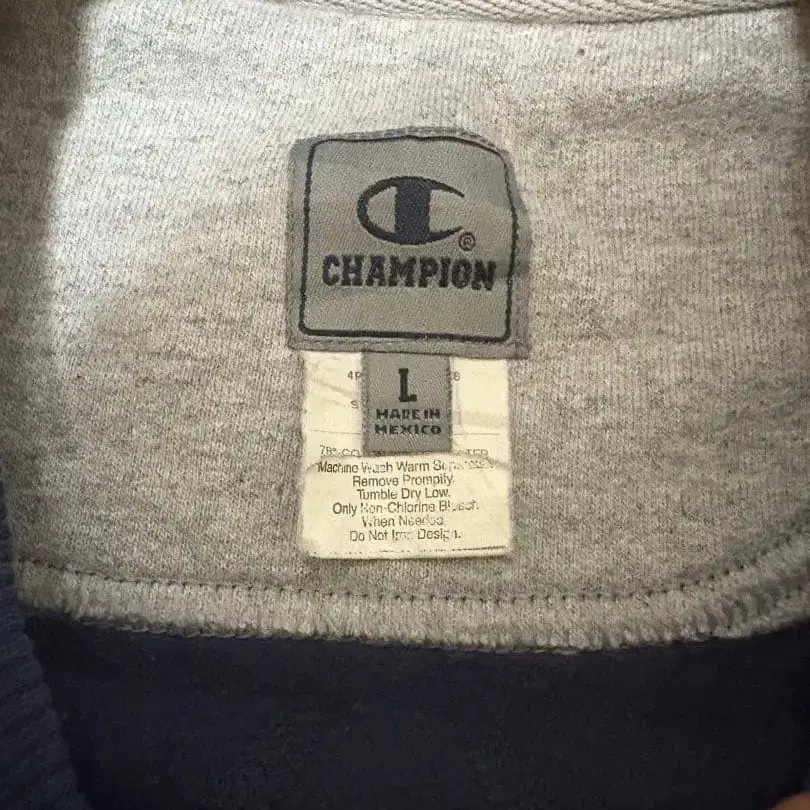 C®
CHAMPION
L
MADE IN
MEXICO
Machine Wash Warm
Remove Promptly.
Tumble Dry Low.
Only Non-Chlorine Bleach
When Needed.
Do Not Iron Design.